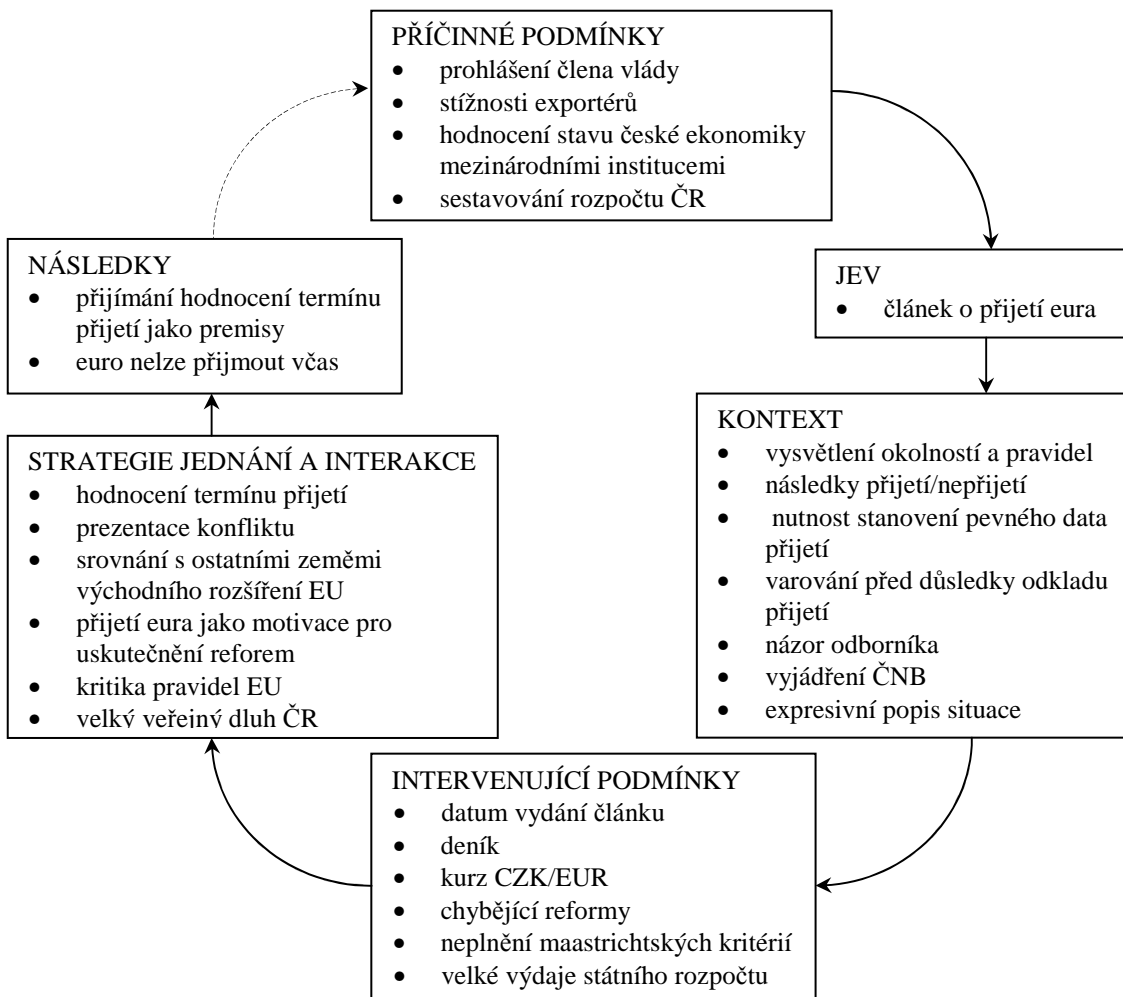 PŘÍČINNÉ PODMÍNKY
• prohlášení člena vlády
• stížnosti exportérů
• hodnocení stavu české ekonomiky
mezinárodními institucemi
• sestavování rozpočtu ČR
JEV
• článek o přijetí eura
KONTEXT
• vysvětlení okolností a pravidel
• následky přijetí/nepřijetí
• nutnost stanovení pevného data
přijetí
• varování před důsledky odkladu
přijetí
• názor odborníka
• vyjádření ČNB
• expresivní popis situace
INTERVENUJÍCÍ PODMÍNKY
• datum vydání článku
• deník
• kurz CZK/EUR
• chybějící reformy
• neplnění maastrichtských kritérií
• velké výdaje státního rozpočtu
STRATEGIE JEDNÁNÍ A INTERAKCE
• hodnocení termínu přijetí
• prezentace konfliktu
• srovnání s ostatními zeměmi
východního rozšíření EU
• přijetí eura jako motivace pro
uskutečnění reforem
• kritika pravidel EU
• velký veřejný dluh ČR
NÁSLEDKY
• přijímání hodnocení termínu
přijetí jako premisy
• euro nelze přijmout včas